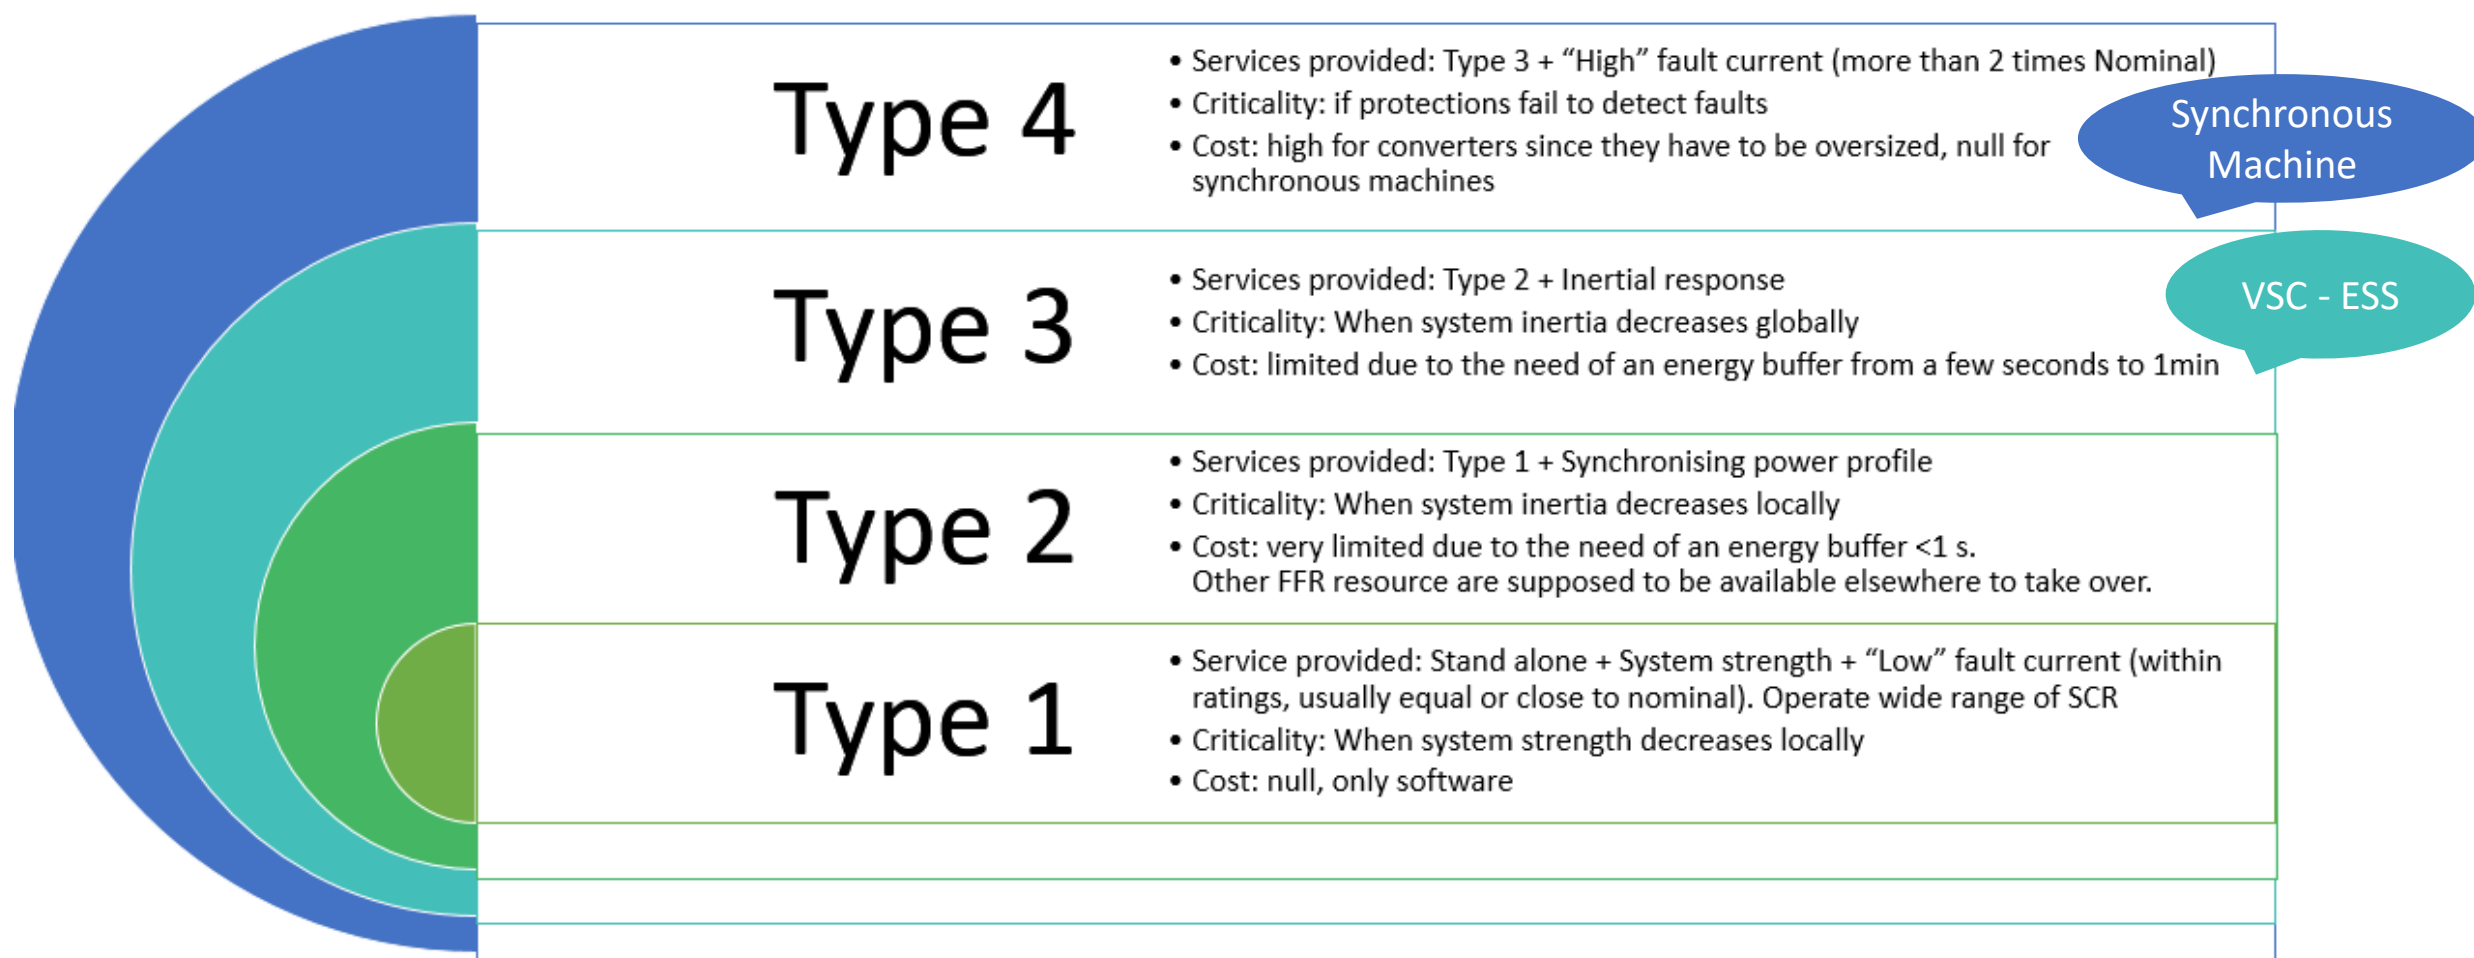 Type 4
• Services provided: Type 3 + “High” fault current (more than 2 times Nominal)
• Criticality: if protections fail to detect faults
• Cost: high for converters since they have to be oversized, null for
synchronous machines
Synchronous
Machine
Type 3
• Services provided: Type 2 + Inertial response
• Criticality: When system inertia decreases globally
• Cost: limited due to the need of an energy buffer from a few seconds to 1min
VSC - ESS
Type 2
• Services provided: Type 1 + Synchronising power profile
• Criticality: When system inertia decreases locally
• Cost: very limited due to the need of an energy buffer <1 s.
Other FFR resource are supposed to be available elsewhere to take over.
Type 1
• Service provided: Stand alone + System strength + “Low” fault current (within
ratings, usually equal or close to nominal). Operate wide range of SCR
• Criticality: When system strength decreases locally
• Cost: null, only software